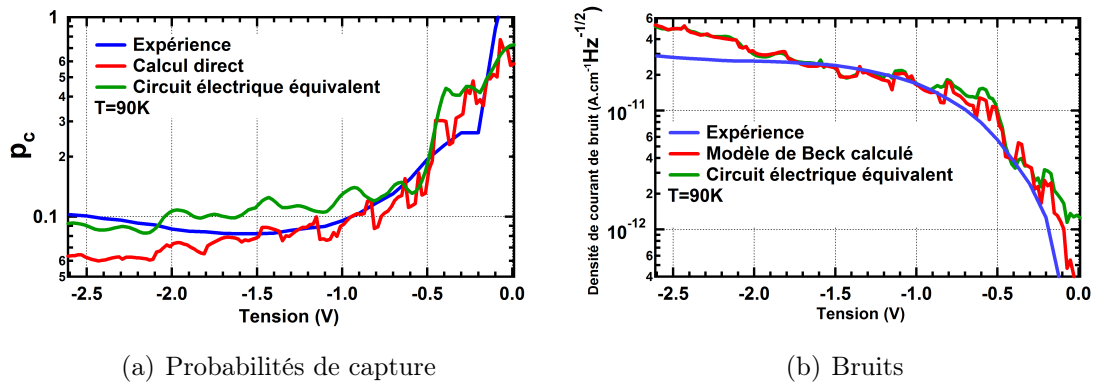 1
6
5
4
3
2
0.1
6
5
p_c
Expérience
Calcul direct
Circuit électrique équivalent
T=90K
-2.5
-2.0
-1.5
-1.0
-0.5
0.0
Tension (V)
(a) Probabilités de capture
Densité de courant de bruit (A.cm⁻¹Hz⁻¹/²)
6
4
2
10⁻¹¹
6
4
2
10⁻¹²
6
4
Expérience
Modèle de Beck calculé
Circuit électrique équivalent
T=90K
-2.5
-2.0
-1.5
-1.0
-0.5
0.0
Tension (V)
(b) Bruits